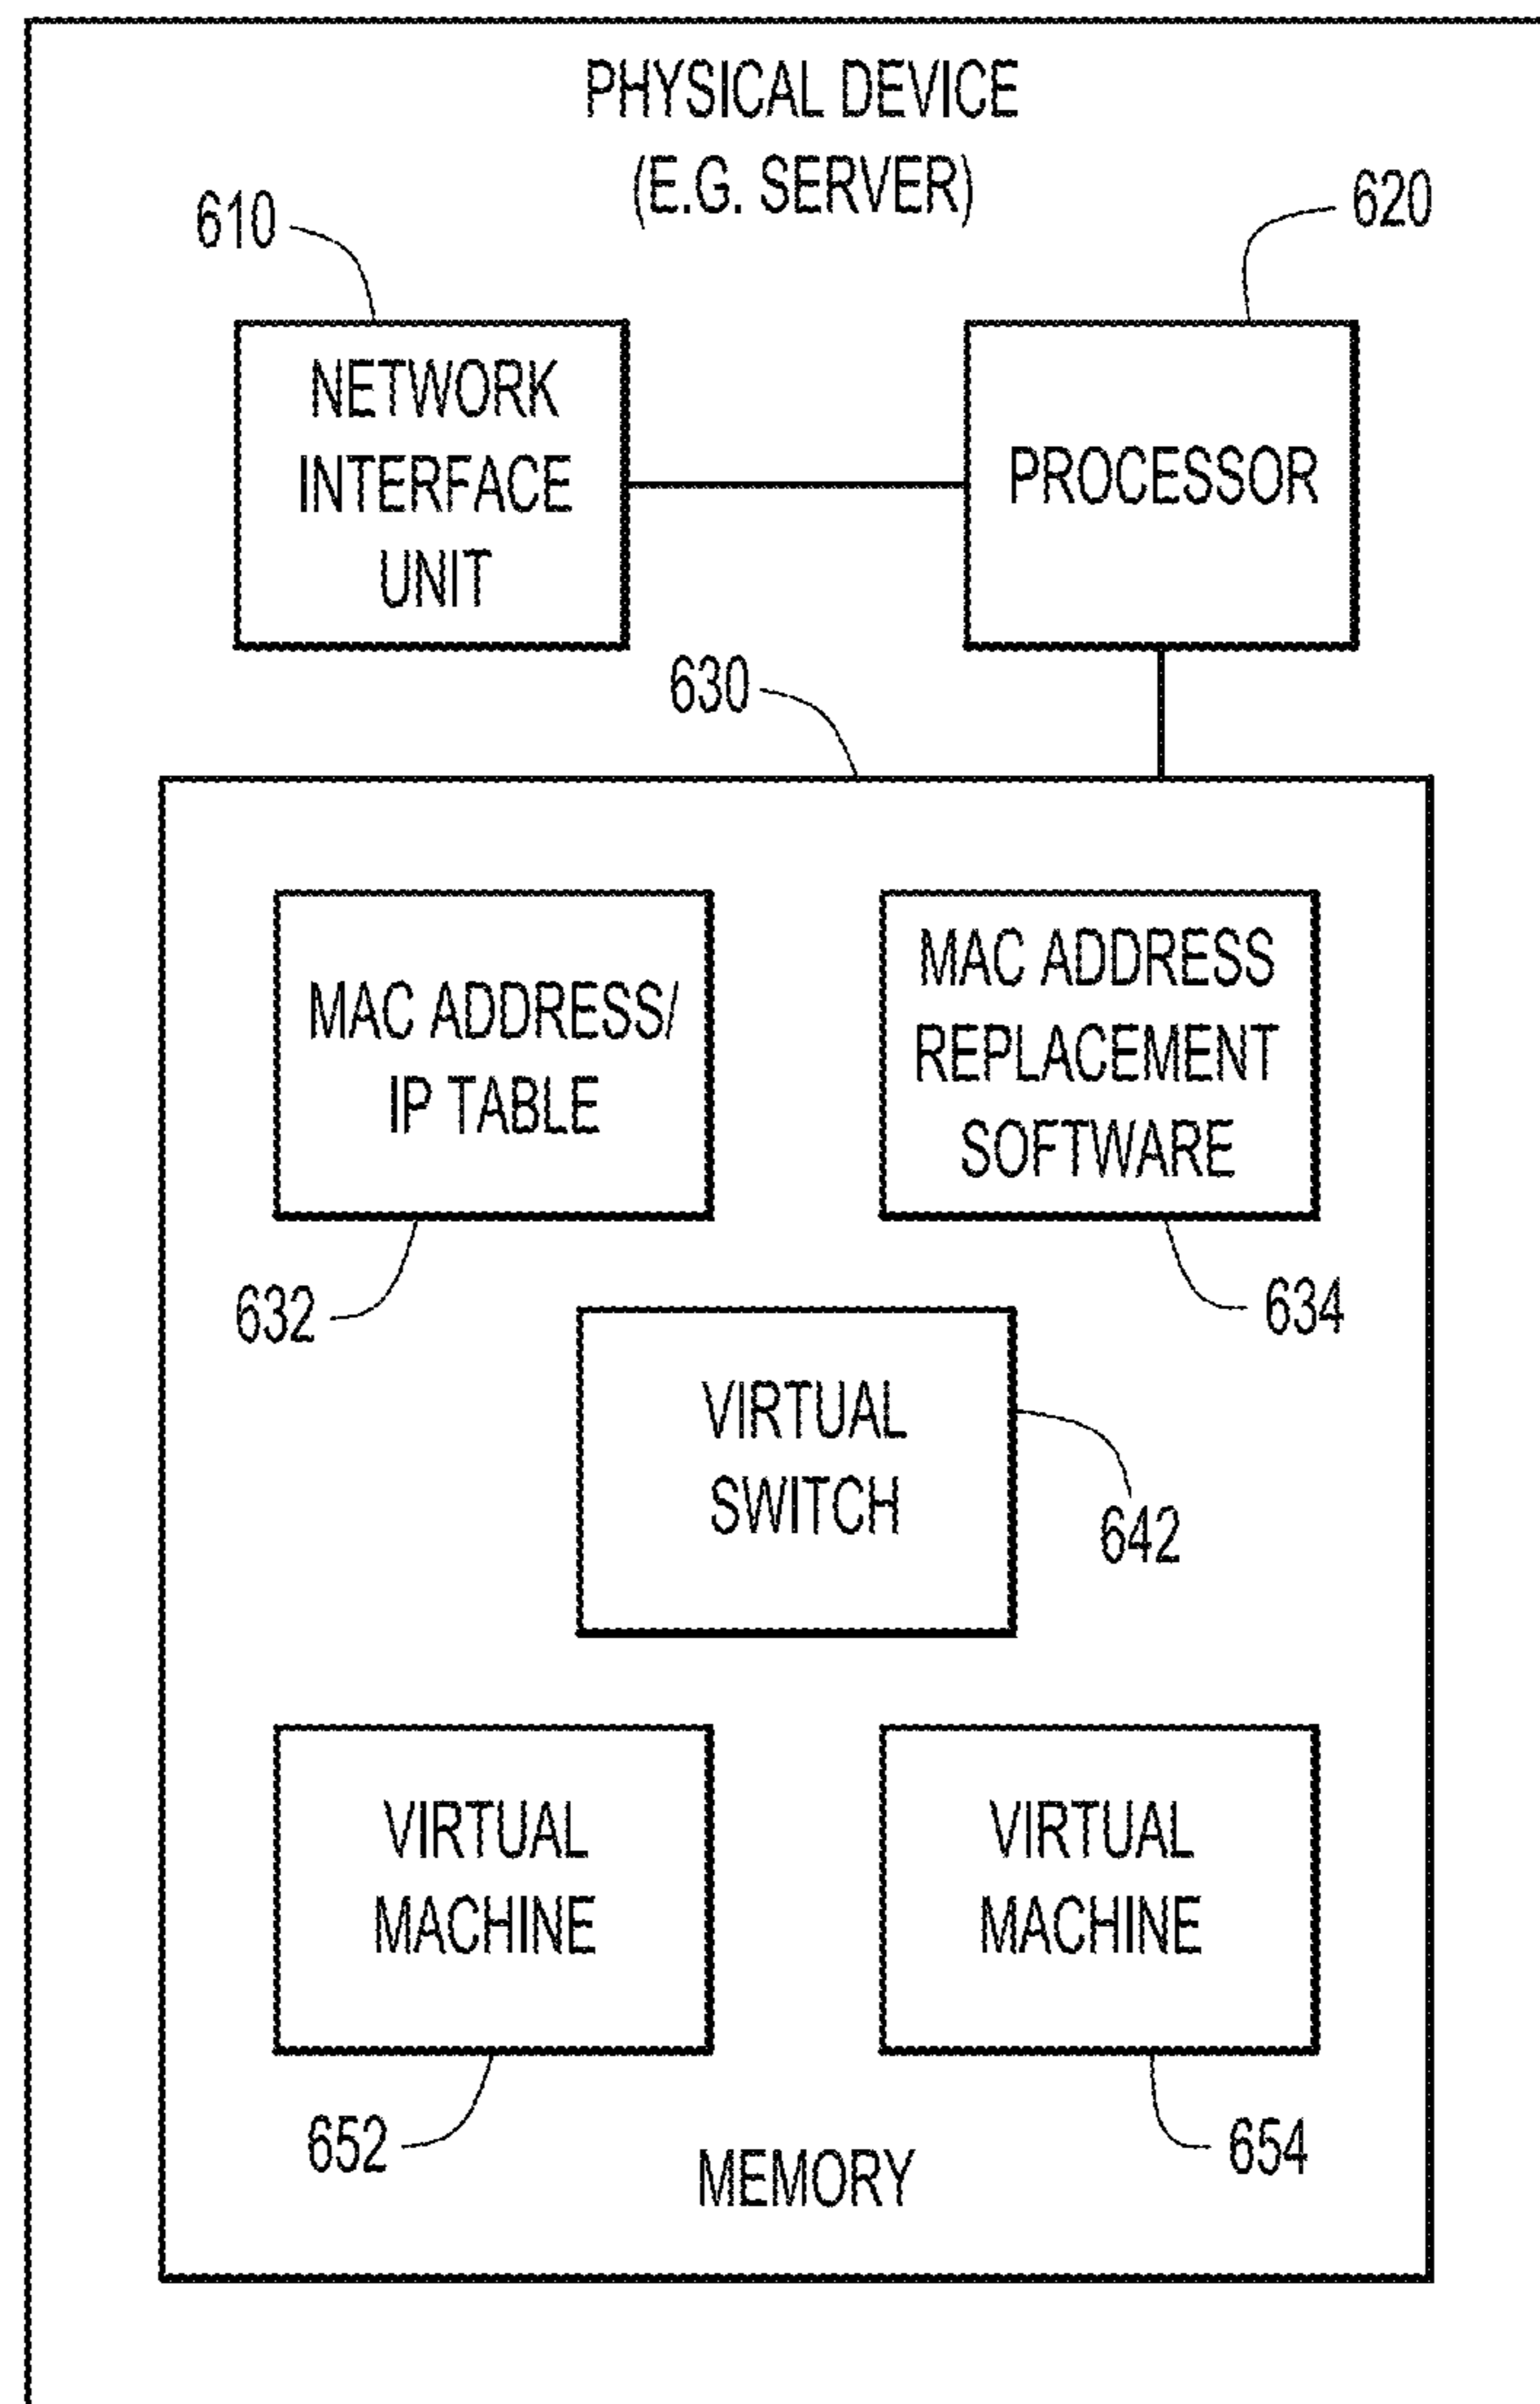 PHYSICAL DEVICE
(E.G. SERVER)
610
620
NETWORK
INTERFACE
UNIT
PROCESSOR
630
MAC ADDRESS/
IP TABLE
MAC ADDRESS
REPLACEMENT
SOFTWARE
632
634
VIRTUAL
SWITCH
642
VIRTUAL
MACHINE
VIRTUAL
MACHINE
652
654
MEMORY